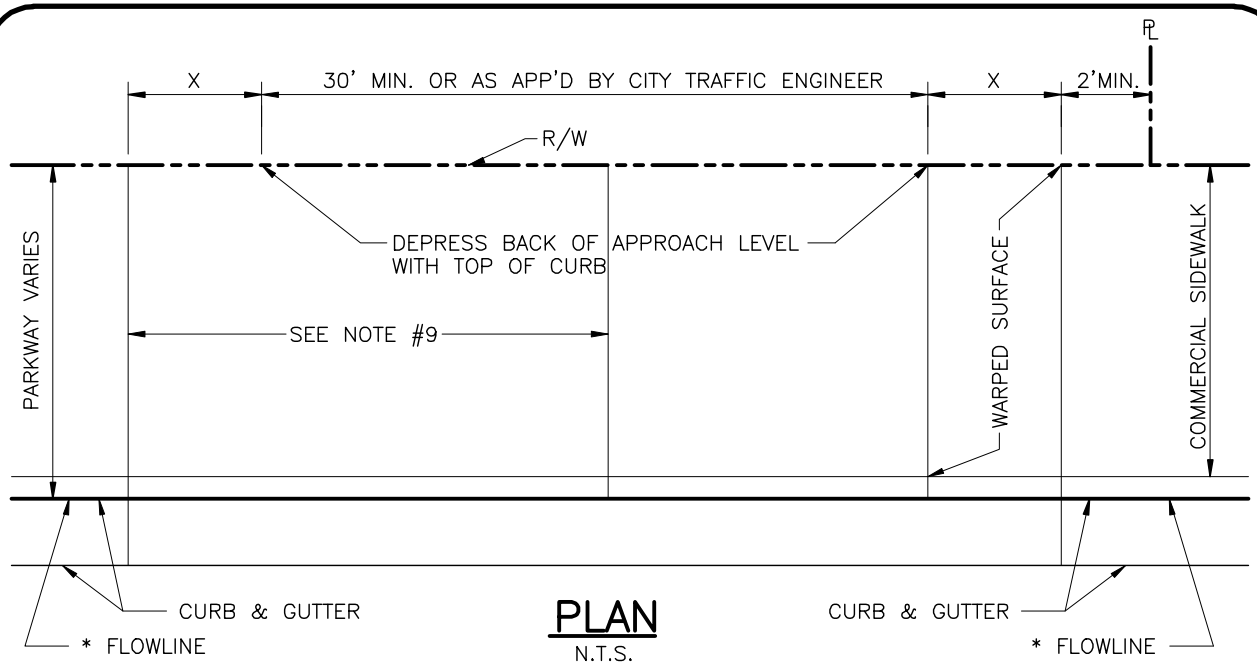 ℄
X
30' MIN. OR AS APP'D BY CITY TRAFFIC ENGINEER
X
2'MIN.
R/W
DEPRESS BACK OF APPROACH LEVEL
WITH TOP OF CURB
PARKWAY VARIES
SEE NOTE #9
WARPED SURFACE
COMMERCIAL SIDEWALK
CURB & GUTTER
* FLOWLINE
PLAN
N.T.S.
CURB & GUTTER
* FLOWLINE